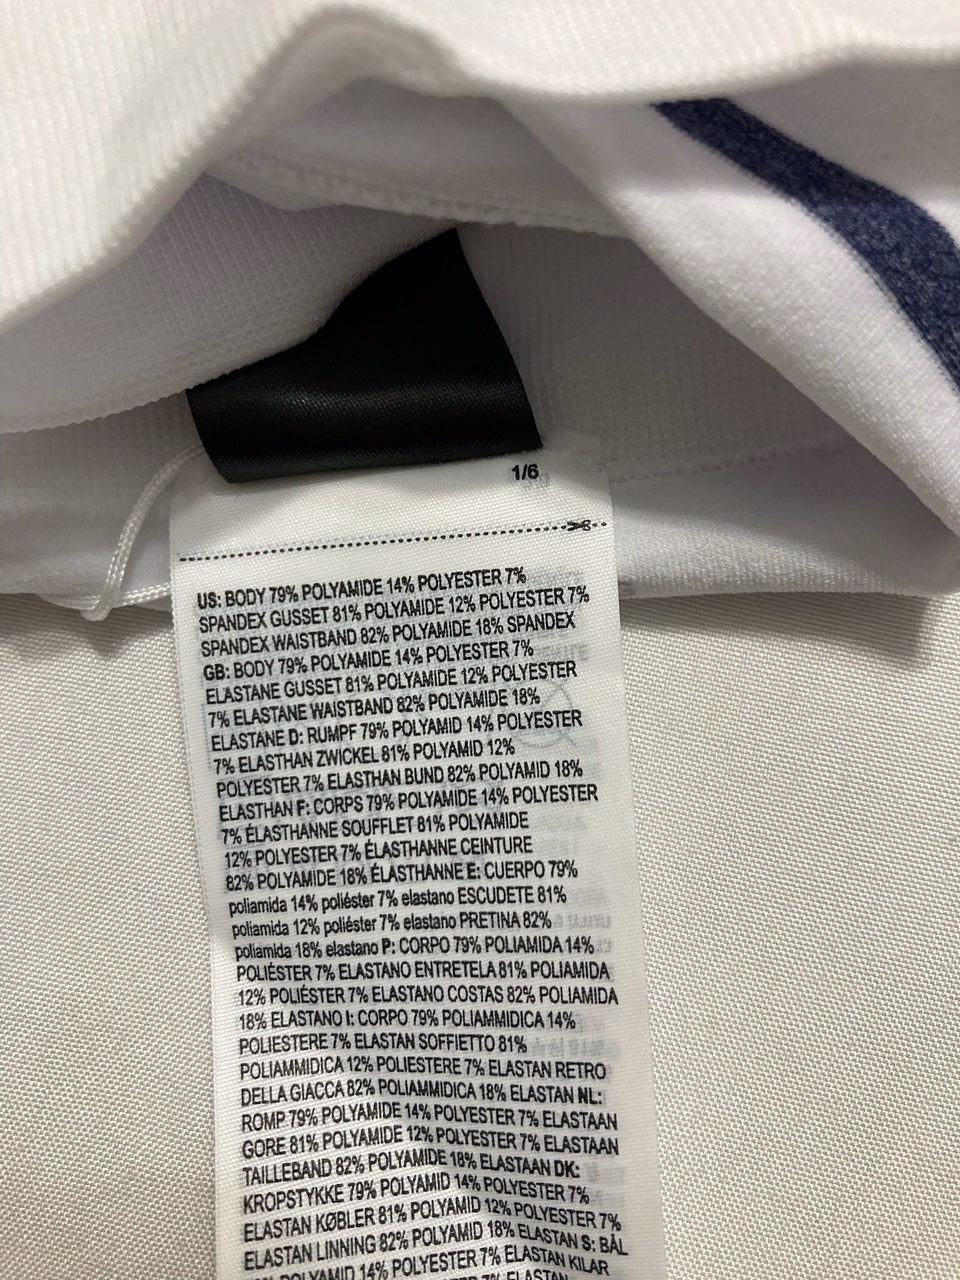 1/6
US: BODY 79% POLYAMIDE 14% POLYESTER 7%
SPANDEX GUSSET 81% POLYAMIDE 12% POLYESTER 7%
SPANDEX WAISTBAND 82% POLYAMIDE 18% SPANDEX
GB: BODY 79% POLYAMIDE 14% POLYESTER 7%
ELASTANE GUSSET 81% POLYAMIDE 12% POLYESTER
7% ELASTANE WAISTBAND 82% POLYAMIDE 18%
ELASTANE D: RUMPF 79% POLYAMID 14% POLYESTER
7% ELASTHAN ZWICKEL 81% POLYAMID 12%
POLYESTER 7% ELASTHAN BUND 82% POLYAMID 18%
ELASTHAN F: CORPS 79% POLYAMIDE 14% POLYESTER
7% ÉLASTHANNE SOUFFLET 81% POLYAMIDE
12% POLYESTER 7% ÉLASTHANNE CEINTURE
82% POLYAMIDE 18% ÉLASTHANNE E: CUERPO 79%
poliamida 14% poliéster 7% elastano ESCUDETE 81%
poliamida 12% poliéster 7% elastano PRETINA 82%
poliamida 18% elastano P: CORPO 79% POLIAMIDA 14%
POLIÉSTER 7% ELASTANO ENTRETELA 81% POLIAMIDA
12% POLIÉSTER 7% ELASTANO COSTAS 82% POLIAMIDA
18% ELASTANO I: CORPO 79% POLIAMMIDICA 14%
POLIESTERE 7% ELASTAN SOFFIETTO 81%
POLIAMMIDICA 12% POLIESTERE 7% ELASTAN RETRO
DELLA GIACCA 82% POLIAMMIDICA 18% ELASTAN NL:
ROMP 79% POLYAMIDE 14% POLYESTER 7% ELASTAAN
GORE 81% POLYAMIDE 12% POLYESTER 7% ELASTAAN
TAILLEBAND 82% POLYAMIDE 18% ELASTAAN DK:
KROPSTYKKE 79% POLYAMID 14% POLYESTER 7%
ELASTAN KØBLER 81% POLYAMID 12% POLYESTER 7%
ELASTAN LINNING 82% POLYAMID 18% ELASTAN S: BÅL
POLYAMID 14% POLYESTER 7% ELASTAN KILAR
7% ELASTAN